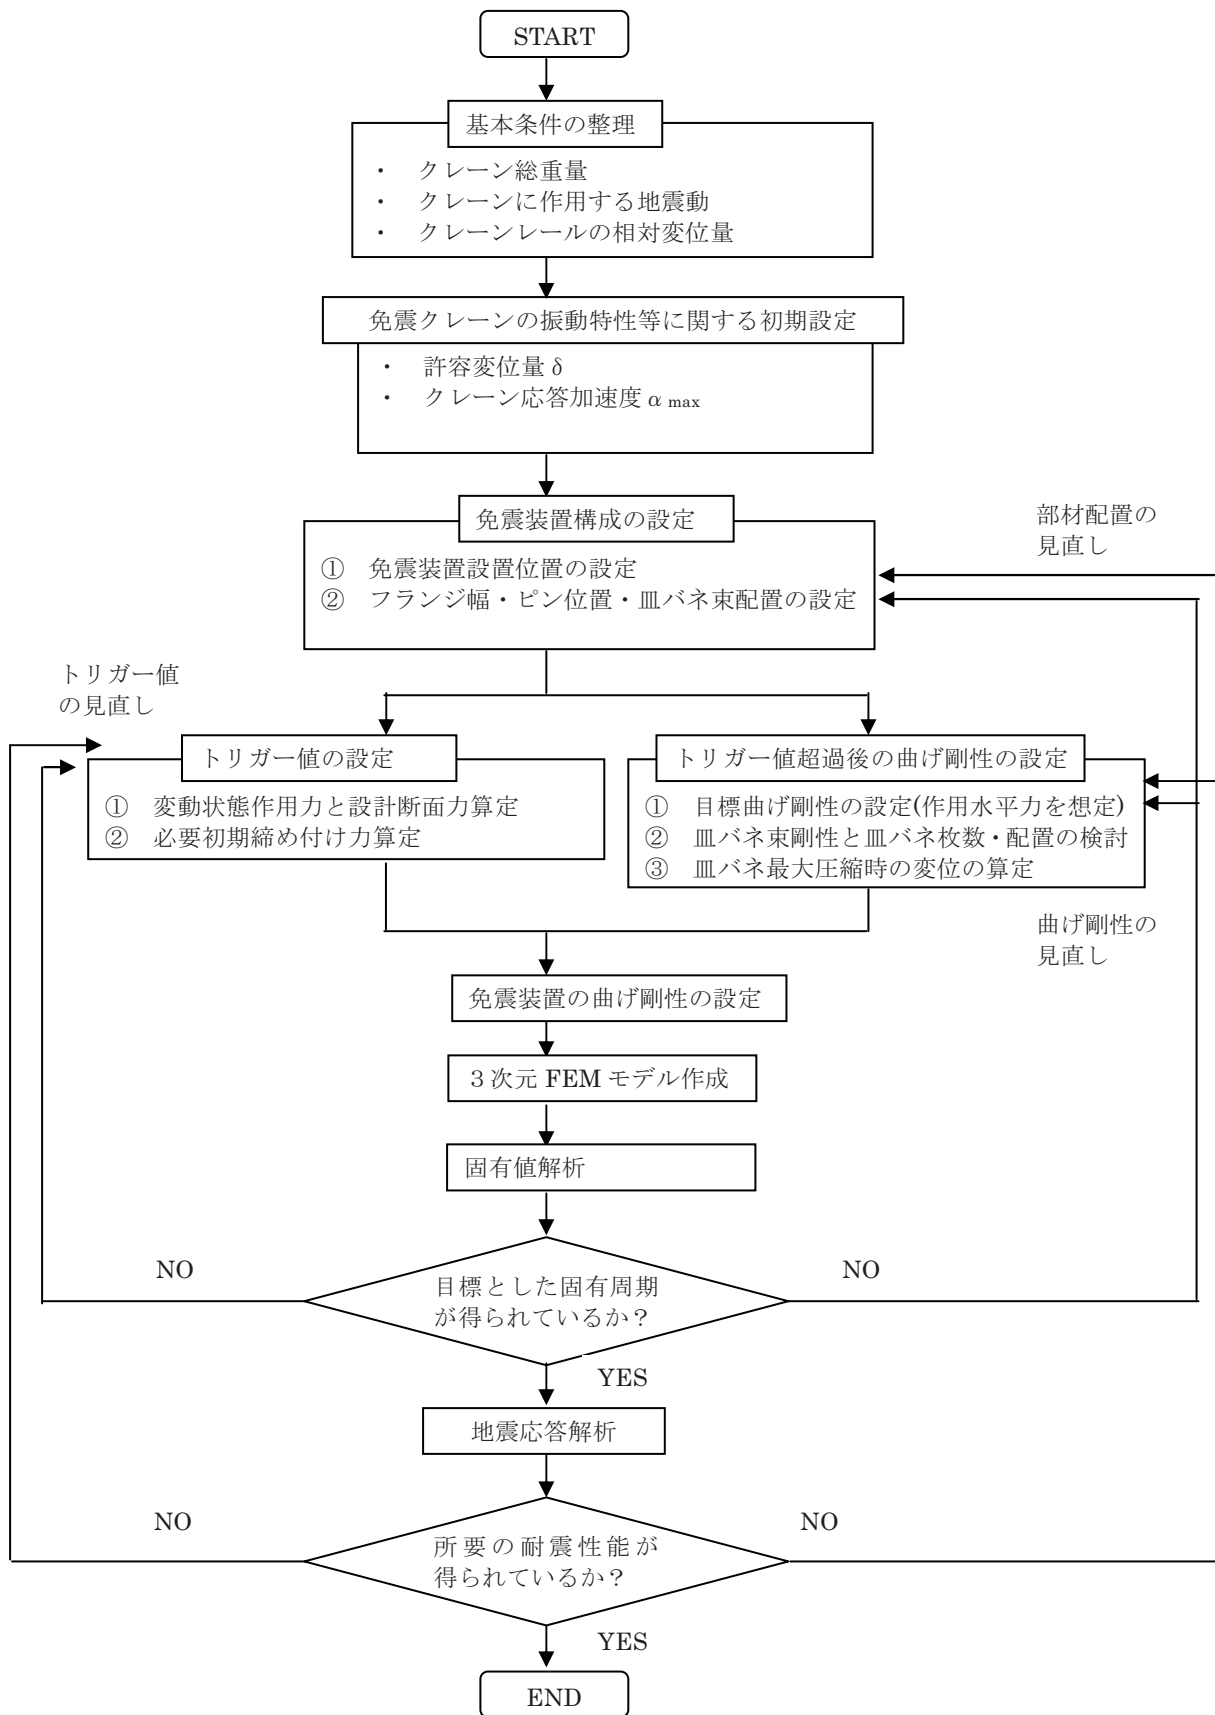 START
基本条件の整理
・ クレーン総重量
・ クレーンに作用する地震動
・ クレーンレールの相対変位量
免震クレーンの振動特性等に関する初期設定
・ 許容変位量 δ
・ クレーン応答加速度 α max
免震装置構成の設定
① 免震装置設置位置の設定
② フランジ幅・ピン位置・皿バネ束配置の設定
部材配置の
見直し
トリガー値
の見直し
トリガー値の設定
① 変動状態作用力と設計断面力算定
② 必要初期締め付け力算定
トリガー値超過後の曲げ剛性の設定
① 目標曲げ剛性の設定(作用水平力を想定)
② 皿バネ束剛性と皿バネ枚数・配置の検討
③ 皿バネ最大圧縮時の変位の算定
曲げ剛性の
見直し
免震装置の曲げ剛性の設定
３次元 FEM モデル作成
固有値解析
NO
目標とした固有周期
が得られているか？
NO
YES
地震応答解析
NO
所要の耐震性能が
得られているか？
NO
YES
END